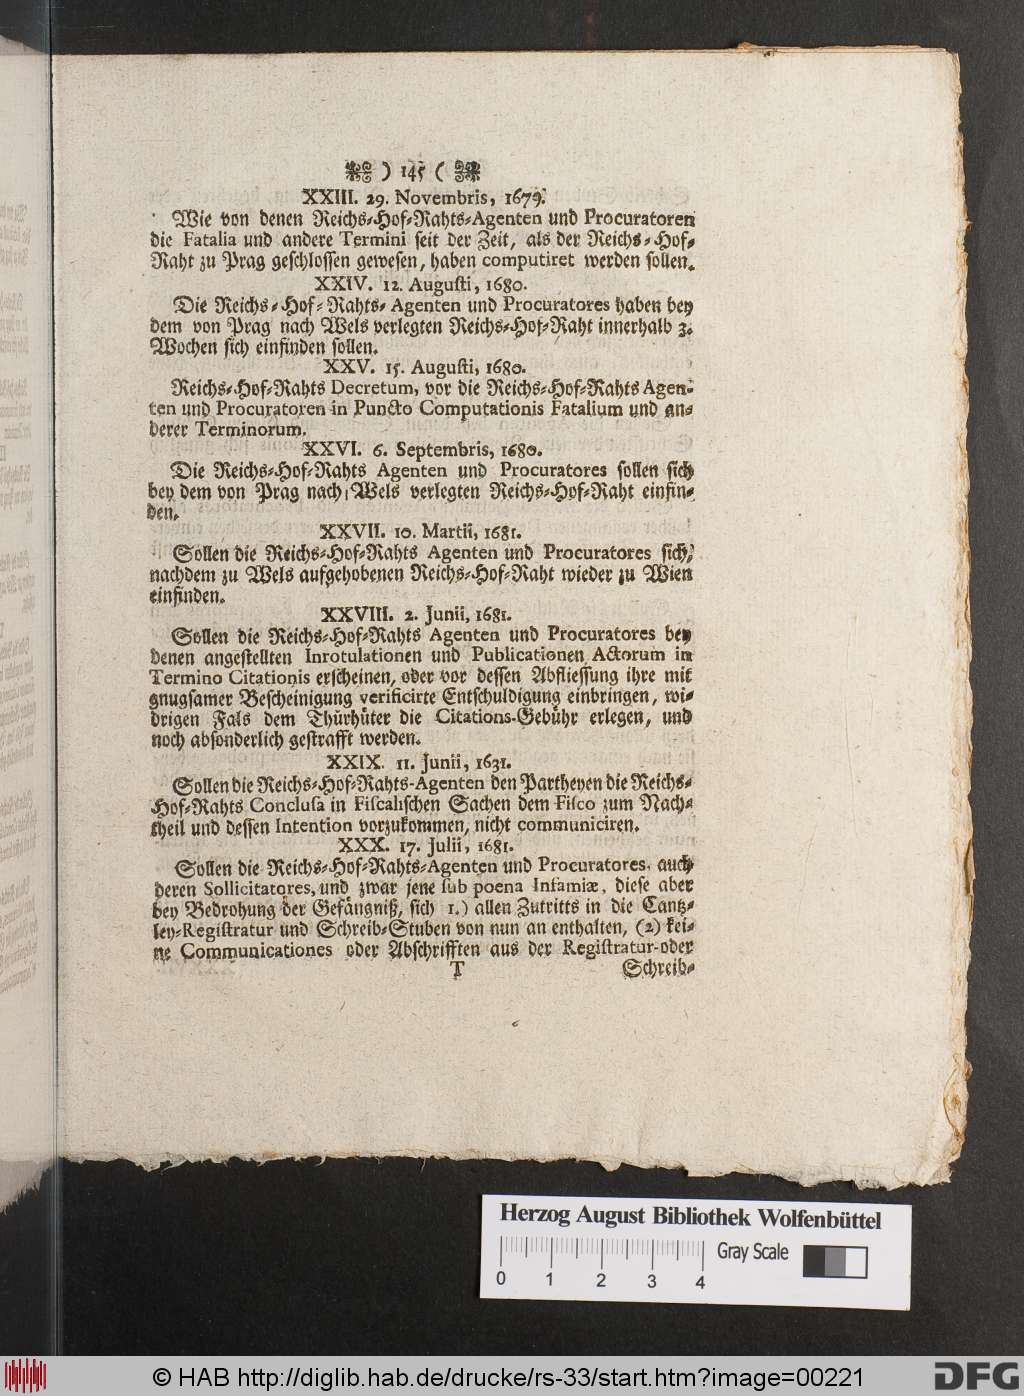 ) 145 (
XXIII. 29. Novembris, 1679.
Wie von denen Reichs-Hof-Rahts-Agenten und Procuratoren
die Fatalia und andere Termini seit der Zeit, als der Reichs-Hof-
Raht zu Prag geschlossen gewesen, haben computiret werden sollen.
XXIV. 12. Augusti, 1680.
Die Reichs-Hof-Rahts-Agenten und Procuratores haben bey
dem von Prag nach Wels verlegten Reichs-Hof-Raht innerhalb 3.
Wochen sich einfinden sollen.
XXV. 15. Augusti, 1680.
Reichs-Hof-Rahts Decretum, vor die Reichs-Hof-Rahts Agen-
ten und Procuratoren in Puncto Computationis Fatalium und an-
derer Terminorum.
XXVI. 6. Septembris, 1680.
Die Reichs-Hof-Rahts Agenten und Procuratores sollen sich
bey dem von Prag nach Wels verlegten Reichs-Hof-Raht einfin-
den.
XXVII. 10. Martii, 1681.
Sollen die Reichs-Hof-Rahts Agenten und Procuratores sich,
nachdem zu Wels aufgehobenen Reichs-Hof-Raht wieder zu Wien
einfinden.
XXVIII. 2. Junii, 1681.
Sollen die Reichs-Hof-Rahts Agenten und Procuratores bey
denen angestellten Inrotulationen und Publicationen Actorum in
Termino Citationis erscheinen, oder vor dessen Abfliessung ihre mit
gnugsamer Bescheinigung verificirte Entschuldigung einbringen, wi-
drigen Fals dem Thürhüter die Citations-Gebühr erlegen, und
noch absonderlich gestrafft werden.
XXIX. 11. Junii, 1631.
Sollen die Reichs-Hof-Rahts-Agenten den Partheyen die Reichs-
Hof-Rahts Conclusa in Fiscalischen Sachen dem Fisco zum Nach-
theil und dessen Intention vorzukommen, nicht communiciren.
XXX. 17. Julii, 1681.
Sollen die Reichs-Hof-Rahts-Agenten und Procuratores, auch
deren Sollicitatores, und zwar jene sub poena Infamiæ, diese aber
bey Bedrohung der Gefängniß, sich 1.) allen Zutritts in die Cantz-
ley-Registratur und Schreib-Stuben von nun an enthalten, (2) kei-
ne Communicationes oder Abschrifften aus der Registratur-oder
T Schreib-
Herzog August Bibliothek Wolfenbüttel
Gray Scale
0 1 2 3 4
© HAB http://diglib.hab.de/drucke/rs-33/start.htm?image=00221
DFG